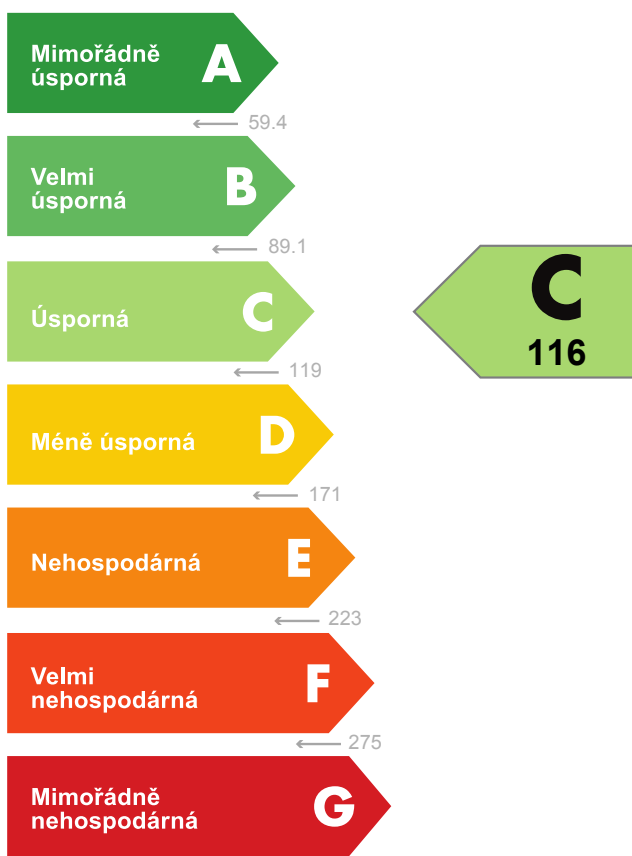 Mimořádně
úsporná
A
← 59.4
Velmi
úsporná
B
← 89.1
Úsporná
C
← 119
C
116
Méně úsporná
D
← 171
Nehospodárná
E
← 223
Velmi
nehospodárná
F
← 275
Mimořádně
nehospodárná
G